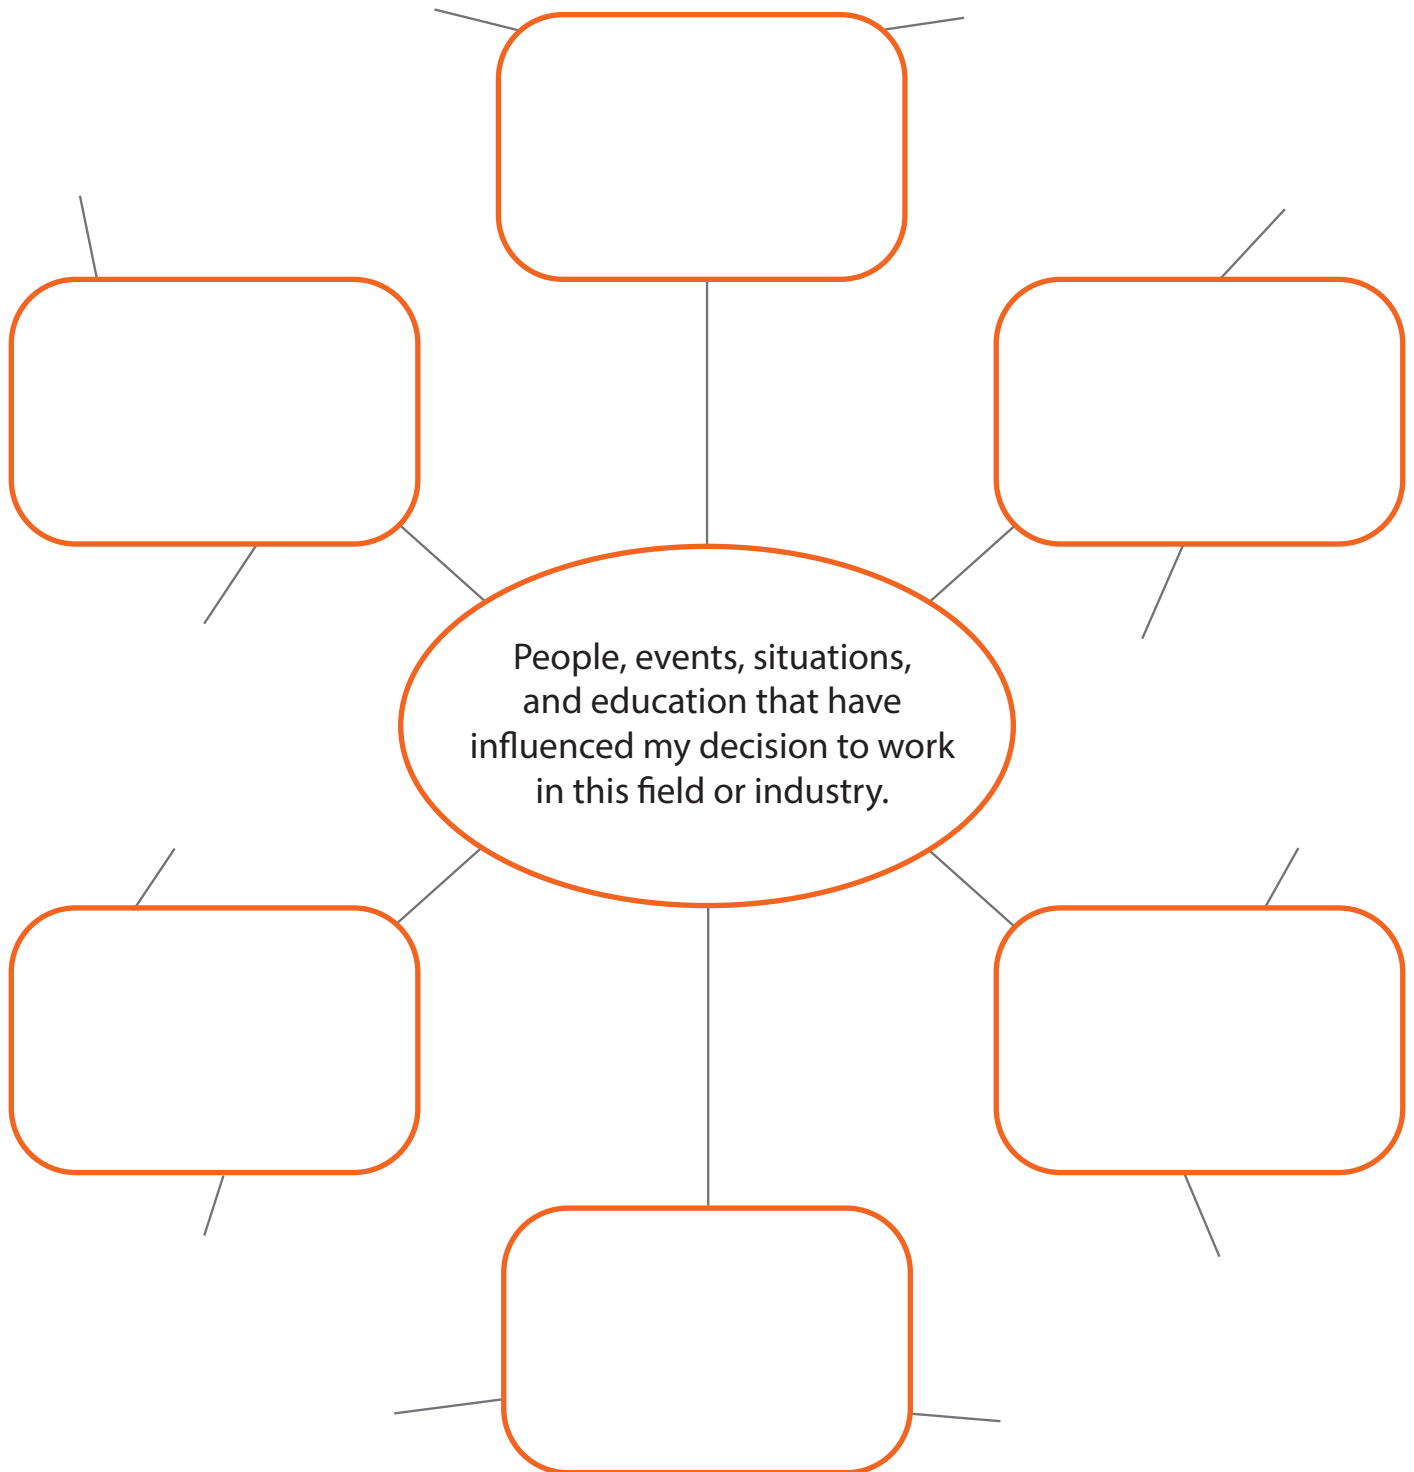 People, events, situations,
and education that have
influenced my decision to work
in this field or industry.